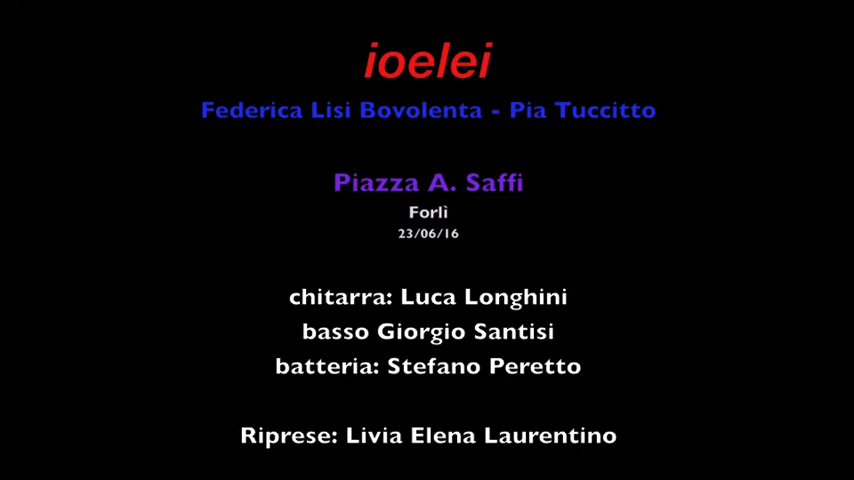 ioelei
Federica Lisi Bovolenta - Pia Tuccitto
Piazza A. Saffi
Forlì
23/06/16
chitarra: Luca Longhini
basso Giorgio Santisi
batteria: Stefano Peretto
Riprese: Livia Elena Laurentino